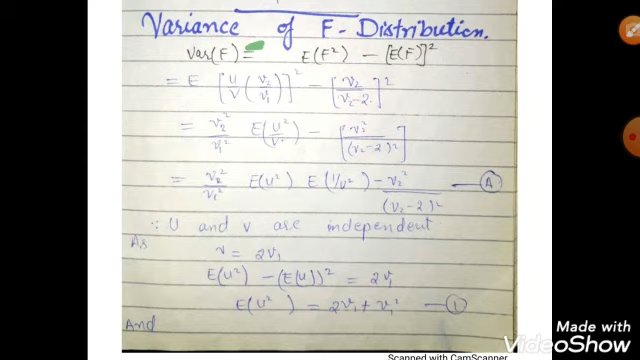 Variance of F-Distribution.
Var(F) = E(F²) - [E(F)]²
= E [U/V (ν₂/ν₁)]² - [ν₂/ν₂-2]²
= ν₂²/ν₁² E(U²/V²) - [ν₂²/(ν₂-2)²]
= ν₂²/ν₁² E(U²) E(1/V²) - ν₂²/(ν₂-2)² — (A)
∵ U and V are independent
As
v = 2ν₁
E(U²) - (E(U))² = 2ν₁
E(U²) = 2ν₁ + ν₁² — (1)
And
Made with
VideoShow
Scanned with CamScanner